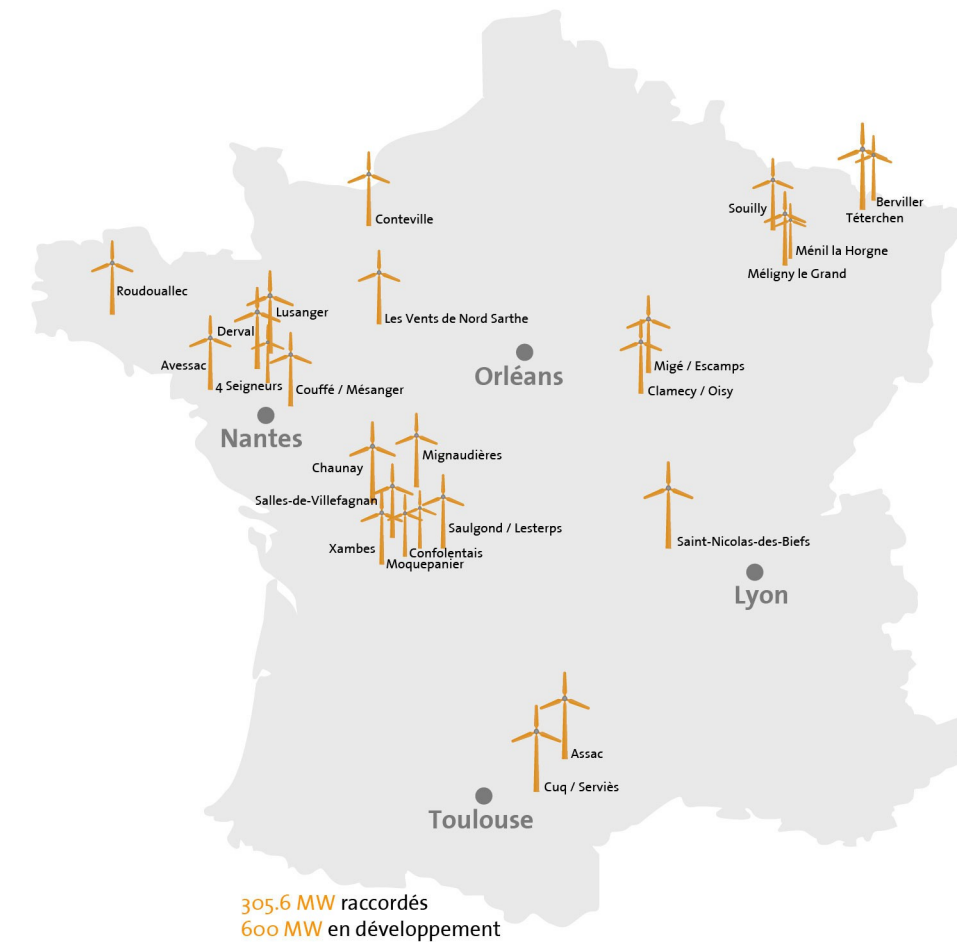 Berviller
Téterchen
Souilly
Conteville
Ménil la Horgne
Méligny le Grand
Roudouallec
Lusanger
Les Vents de Nord Sarthe
Derval
Avessac
Migé / Escamps
Orléans
4 Seigneurs
Couffé / Mésanger
Clamecy / Oisy
Nantes
Mignaudières
Chaunay
Salles-de-Villefagnan
Saulgond / Lesterps
Saint-Nicolas-des-Biefs
Xambes
Confolentais
Moquepanier
Lyon
Assac
Cuq / Serviès
Toulouse
305.6 MW raccordés
600 MW en développement